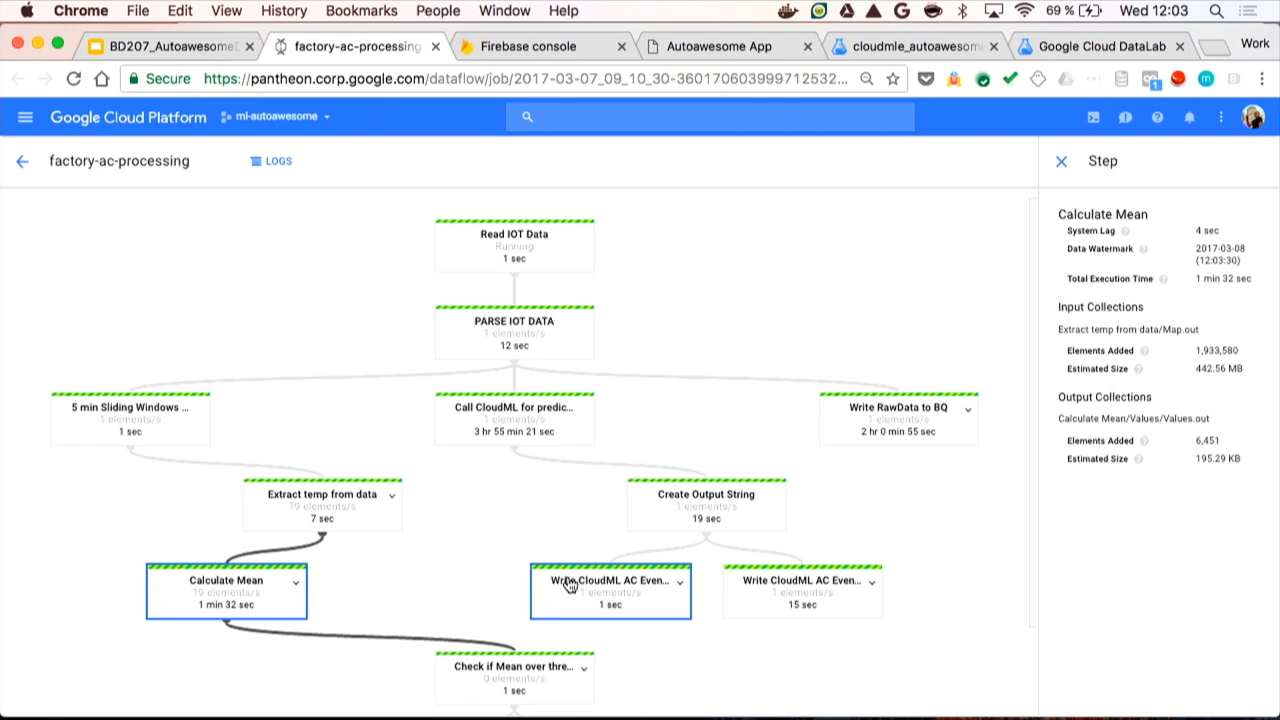 Chrome File Edit View History Bookmarks People Window Help 69 % Wed 12:03
BD207_AutoawesomeD
factory-ac-processing
Firebase console
Autoawesome App
cloudmle_autoawesome
Google Cloud DataLab
Work
Secure https://pantheon.corp.google.com/dataflow/job/2017-03-07_09_10_30-360170603999712532...
Google Cloud Platform ml-autoawesome
factory-ac-processing LOGS
Step
Read IOT Data
Running
1 sec
PARSE IOT DATA
1 elements/s
12 sec
5 min Sliding Windows ...
1 elements/s
1 sec
Call CloudML for predic...
1 elements/s
3 hr 55 min 21 sec
Write RawData to BQ
1 elements/s
2 hr 0 min 55 sec
Extract temp from data
19 elements/s
7 sec
Create Output String
1 elements/s
19 sec
Calculate Mean
19 elements/s
1 min 32 sec
Write CloudML AC Even...
1 elements/s
1 sec
Write CloudML AC Even...
1 elements/s
15 sec
Check if Mean over thre...
0 elements/s
1 sec
Calculate Mean
System Lag 4 sec
Data Watermark 2017-03-08
(12:03:30)
Total Execution Time 1 min 32 sec
Input Collections
Extract temp from data/Map.out
Elements Added 1,933,580
Estimated Size 442.56 MB
Output Collections
Calculate Mean/Values/Values.out
Elements Added 6,451
Estimated Size 195.29 KB